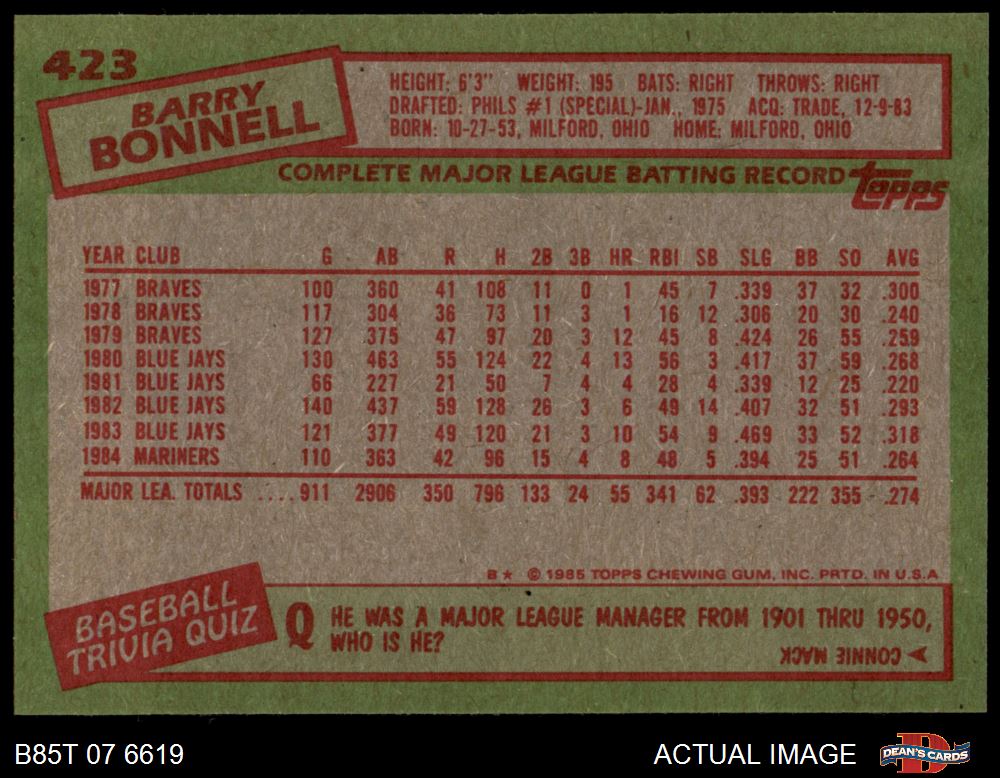 423
BARRY
BONNELL
HEIGHT: 6'3" WEIGHT: 195 BATS: RIGHT THROWS: RIGHT
DRAFTED: PHILS #1 (SPECIAL)-JAN., 1975 ACQ: TRADE, 12-9-83
BORN: 10-27-53, MILFORD, OHIO HOME: MILFORD, OHIO
COMPLETE MAJOR LEAGUE BATTING RECORD topps
YEAR CLUB G AB R H 2B 3B HR RBI SB SLG BB SO AVG
1977 BRAVES 100 360 41 108 11 0 1 45 7 .339 37 32 .300
1978 BRAVES 117 304 36 73 11 3 1 16 12 .306 20 30 .240
1979 BRAVES 127 375 47 97 20 3 12 45 8 .424 26 55 .259
1980 BLUE JAYS 130 463 55 124 22 4 13 56 3 .417 37 59 .268
1981 BLUE JAYS 66 227 21 50 7 4 4 28 4 .339 12 25 .220
1982 BLUE JAYS 140 437 59 128 26 3 6 49 14 .407 32 51 .293
1983 BLUE JAYS 121 377 49 120 21 3 10 54 9 .469 33 52 .318
1984 MARINERS 110 363 42 96 15 4 8 48 5 .394 25 51 .264
MAJOR LEA. TOTALS ....911 2906 350 796 133 24 55 341 62 .393 222 355 .274
B★ © 1985 TOPPS CHEWING GUM, INC. PRTD. IN U.S.A
BASEBALL
TRIVIA QUIZ
Q HE WAS A MAJOR LEAGUE MANAGER FROM 1901 THRU 1950,
WHO IS HE?
CONNIE MACK
B85T 07 6619 ACTUAL IMAGE DEAN'S CARDS